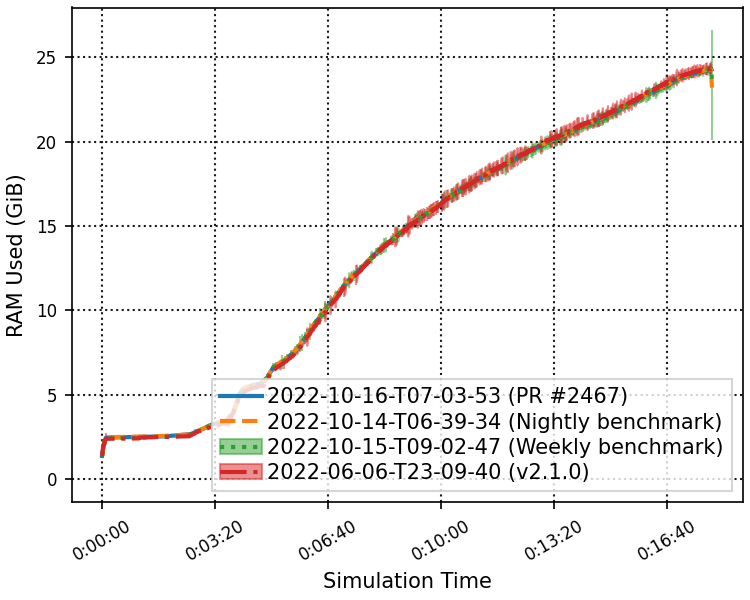 25
20
15
10
5
0
RAM Used (GiB)
2022-10-16-T07-03-53 (PR #2467)
2022-10-14-T06-39-34 (Nightly benchmark)
2022-10-15-T09-02-47 (Weekly benchmark)
2022-06-06-T23-09-40 (v2.1.0)
0:00:00
0:03:20
0:06:40
0:10:00
0:13:20
0:16:40
Simulation Time